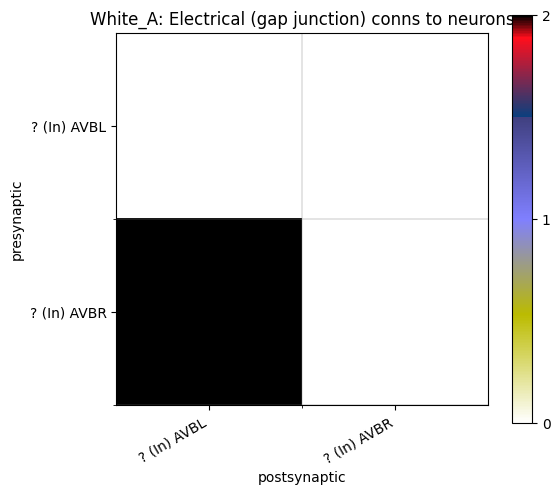 White_A: Electrical (gap junction) conns to neurons
2
? (In) AVBL
presynaptic
1
? (In) AVBR
0
? (In) AVBL
? (In) AVBR
postsynaptic